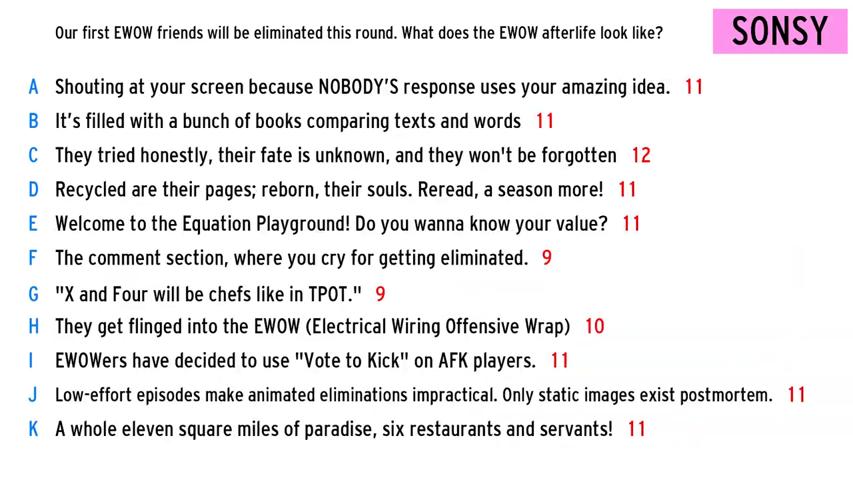 Our first EWOW friends will be eliminated this round. What does the EWOW afterlife look like?
SONSY
A Shouting at your screen because NOBODY'S response uses your amazing idea. 11
B It's filled with a bunch of books comparing texts and words 11
C They tried honestly, their fate is unknown, and they won't be forgotten 12
D Recycled are their pages; reborn, their souls. Reread, a season more! 11
E Welcome to the Equation Playground! Do you wanna know your value? 11
F The comment section, where you cry for getting eliminated. 9
G "X and Four will be chefs like in TPOT." 9
H They get flinged into the EWOW (Electrical Wiring Offensive Wrap) 10
I EWOWers have decided to use "Vote to Kick" on AFK players. 11
J Low-effort episodes make animated eliminations impractical. Only static images exist postmortem. 11
K A whole eleven square miles of paradise, six restaurants and servants! 11